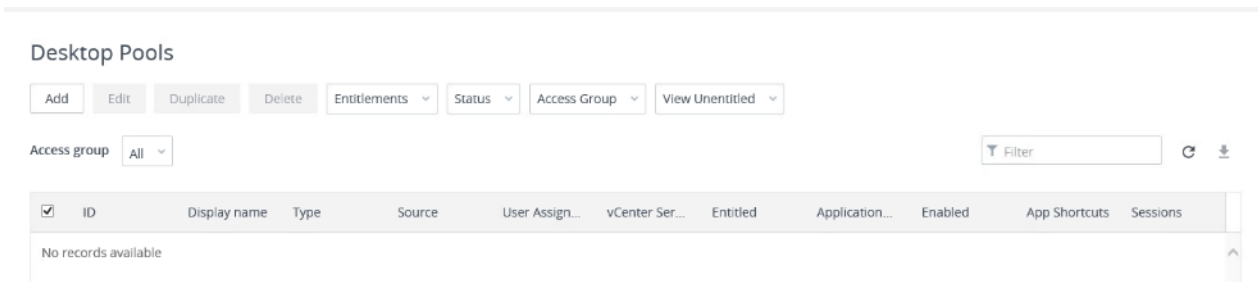 Desktop Pools
Add Edit Duplicate Delete Entitlements Status Access Group View Unentitled
Access group All Filter
ID Display name Type Source User Assign... vCenter Ser... Entitled Application... Enabled App Shortcuts Sessions
No records available